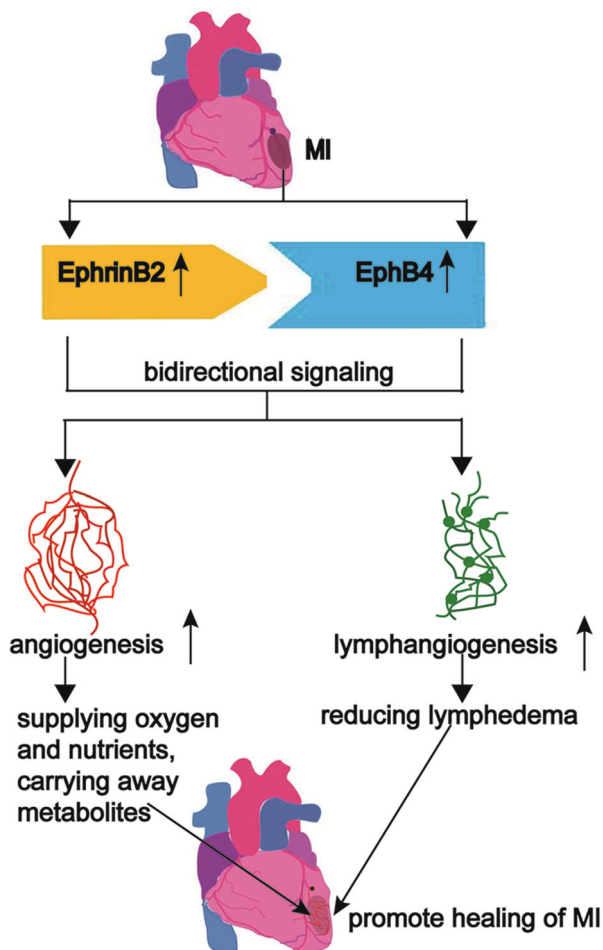 MI
EphrinB2
EphB4
bidirectional signaling
angiogenesis
lymphangiogenesis
supplying oxygen
and nutrients,
carrying away
metabolites
reducing lymphedema
promote healing of MI